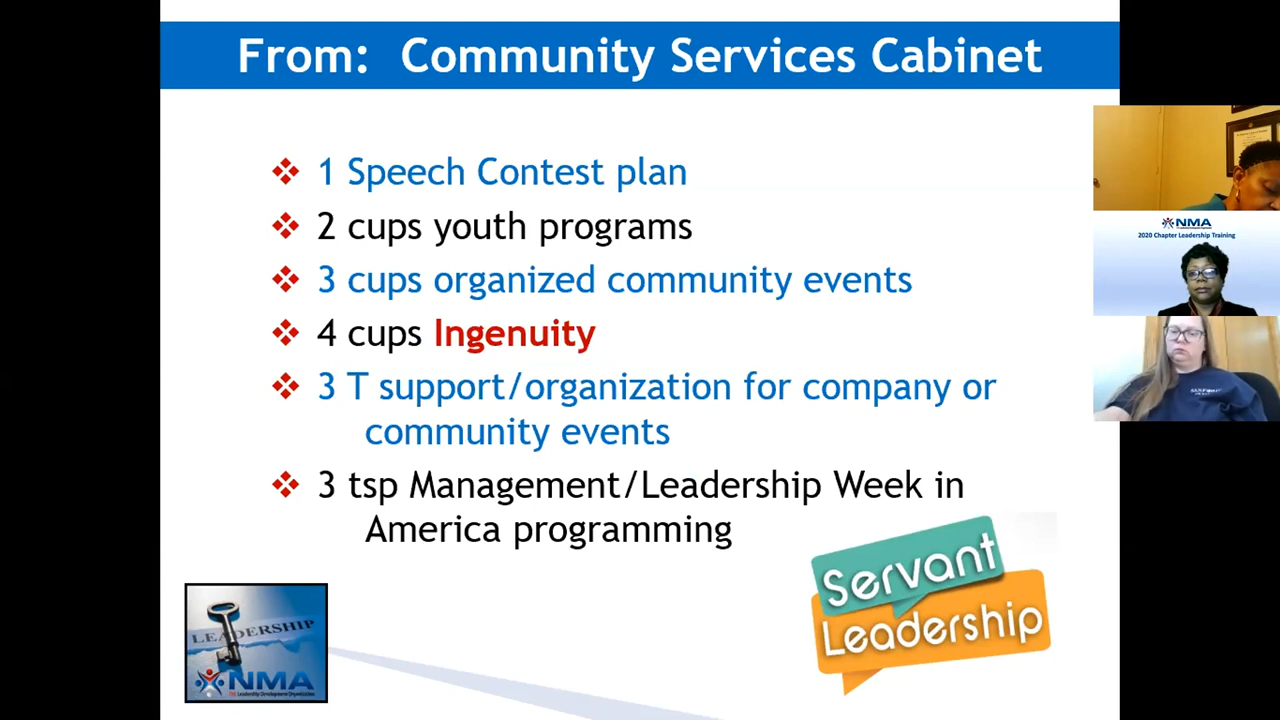 From: Community Services Cabinet
1 Speech Contest plan
2 cups youth programs
3 cups organized community events
4 cups Ingenuity
3 T support/organization for company or
community events
3 tsp Management/Leadership Week in
America programming
Servant
Leadership
LEADERSHIP
NMA
THE Leadership Development Organization
NMA
2020 Chapter Leadership Training